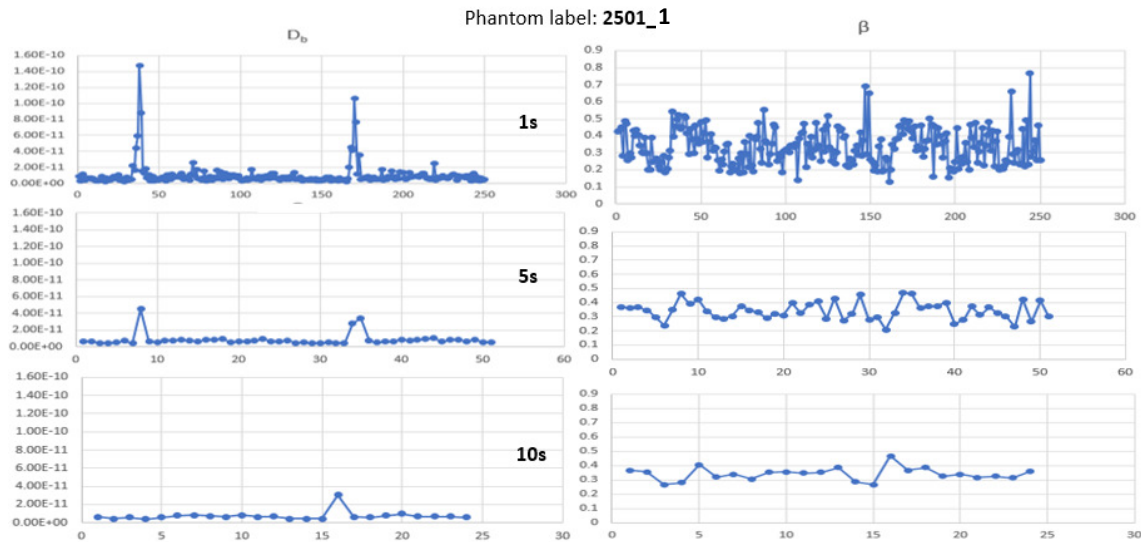 Phantom label: 2501_1
D_b
β
1.60E-10
1.40E-10
1.20E-10
1.00E-10
8.00E-11
6.00E-11
4.00E-11
2.00E-11
0.00E+00
0 50 100 150 200 250 300
1s
0.9
0.8
0.7
0.6
0.5
0.4
0.3
0.2
0.1
0
0 50 100 150 200 250 300
1.60E-10
1.40E-10
1.20E-10
1.00E-10
8.00E-11
6.00E-11
4.00E-11
2.00E-11
0.00E+00
0 10 20 30 40 50 60
5s
0.9
0.8
0.7
0.6
0.5
0.4
0.3
0.2
0.1
0
0 10 20 30 40 50 60
1.60E-10
1.40E-10
1.20E-10
1.00E-10
8.00E-11
6.00E-11
4.00E-11
2.00E-11
0.00E+00
0 5 10 15 20 25 30
10s
0.9
0.8
0.7
0.6
0.5
0.4
0.3
0.2
0.1
0
0 5 10 15 20 25 30